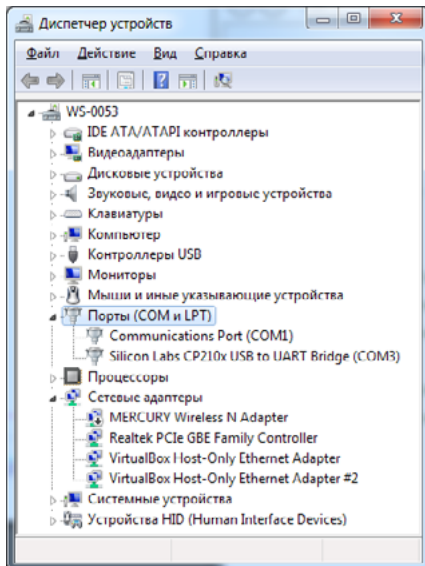 Диспетчер устройств
Файл Действие Вид Справка
WS-0053
IDE ATA/ATAPI контроллеры
Видеоадаптеры
Дисковые устройства
Звуковые, видео и игровые устройства
Клавиатуры
Компьютер
Контроллеры USB
Мониторы
Мыши и иные указывающие устройства
Порты (COM и LPT)
Communications Port (COM1)
Silicon Labs CP210x USB to UART Bridge (COM3)
Процессоры
Сетевые адаптеры
MERCURY Wireless N Adapter
Realtek PCIe GBE Family Controller
VirtualBox Host-Only Ethernet Adapter
VirtualBox Host-Only Ethernet Adapter #2
Системные устройства
Устройства HID (Human Interface Devices)